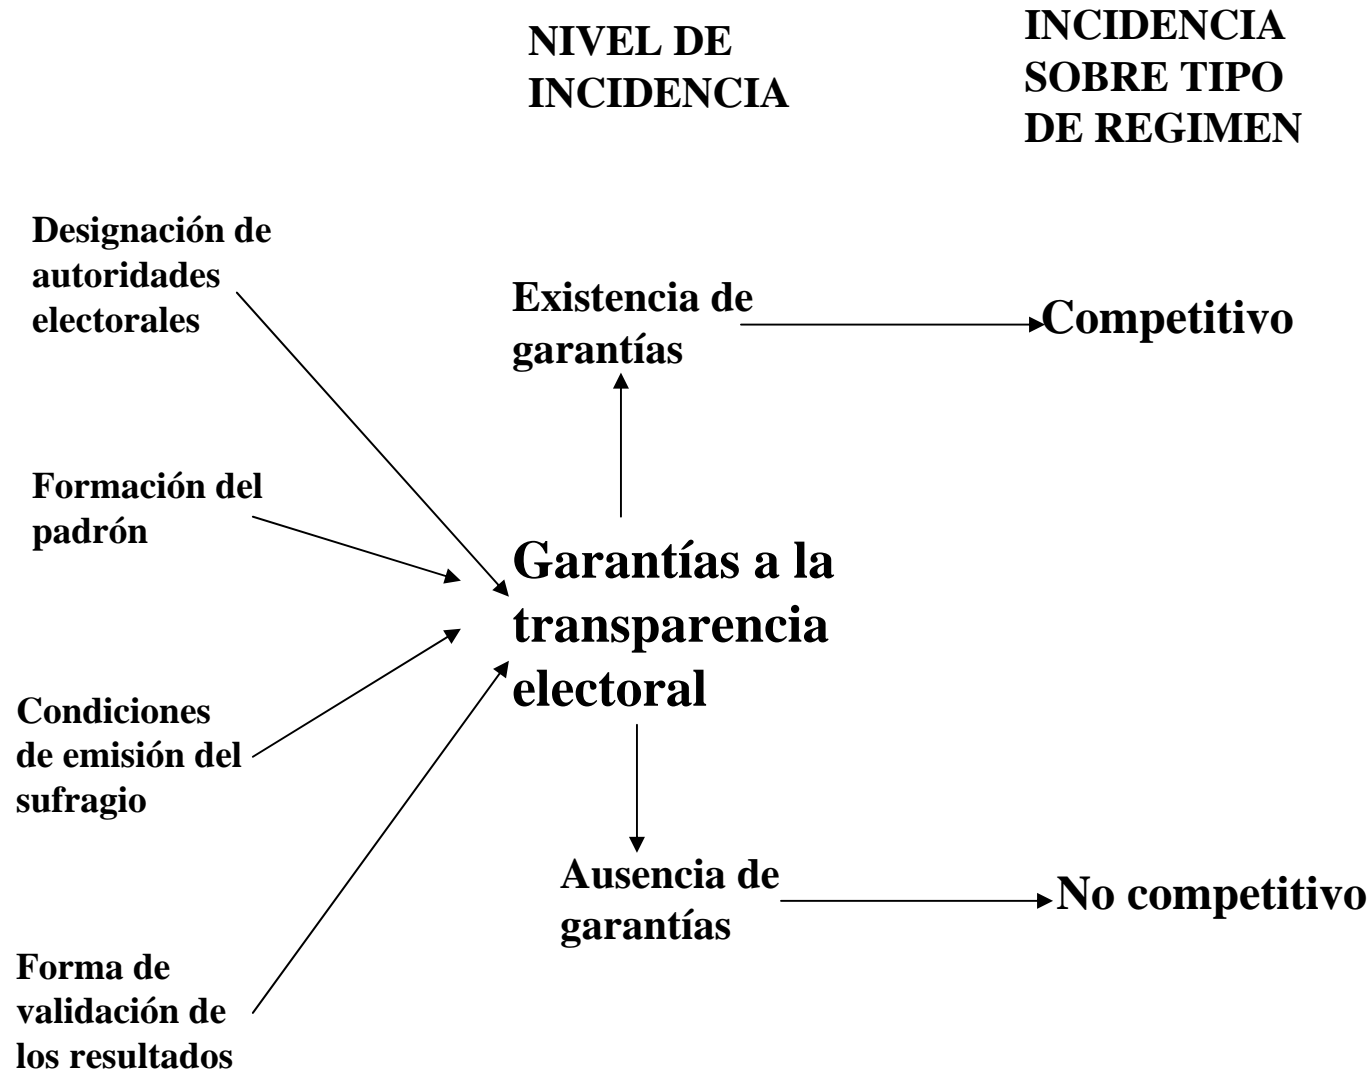 NIVEL DE
INCIDENCIA
INCIDENCIA
SOBRE TIPO
DE REGIMEN
Designación de
autoridades
electorales
Existencia de
garantías
Competitivo
Formación del
padrón
Garantías a la
transparencia
electoral
Condiciones
de emisión del
sufragio
Ausencia de
garantías
No competitivo
Forma de
validación de
los resultados